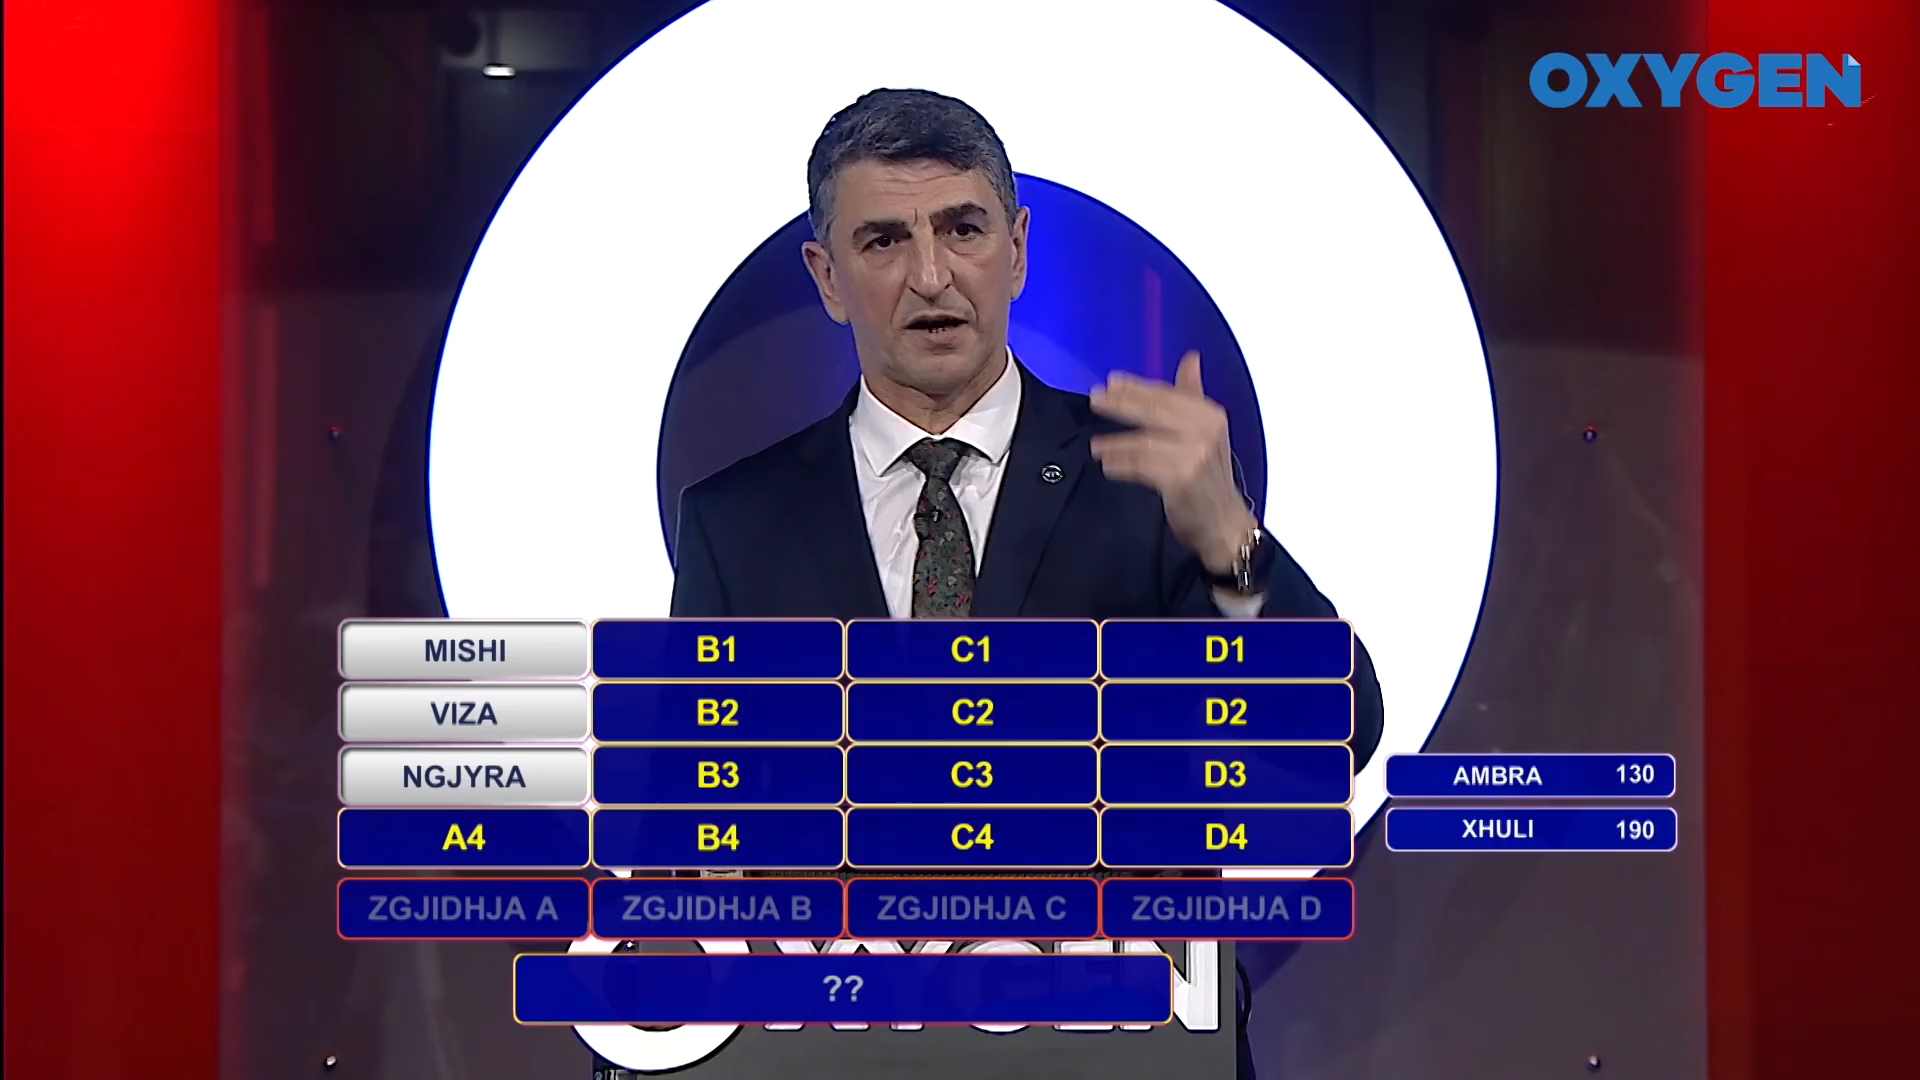 OXYGEN
MISHI B1 C1 D1
VIZA B2 C2 D2
NGJYRA B3 C3 D3
A4 B4 C4 D4
AMBRA 130
XHULI 190
ZGJIDHJA A ZGJIDHJA B ZGJIDHJA C ZGJIDHJA D
??
OXYGEN